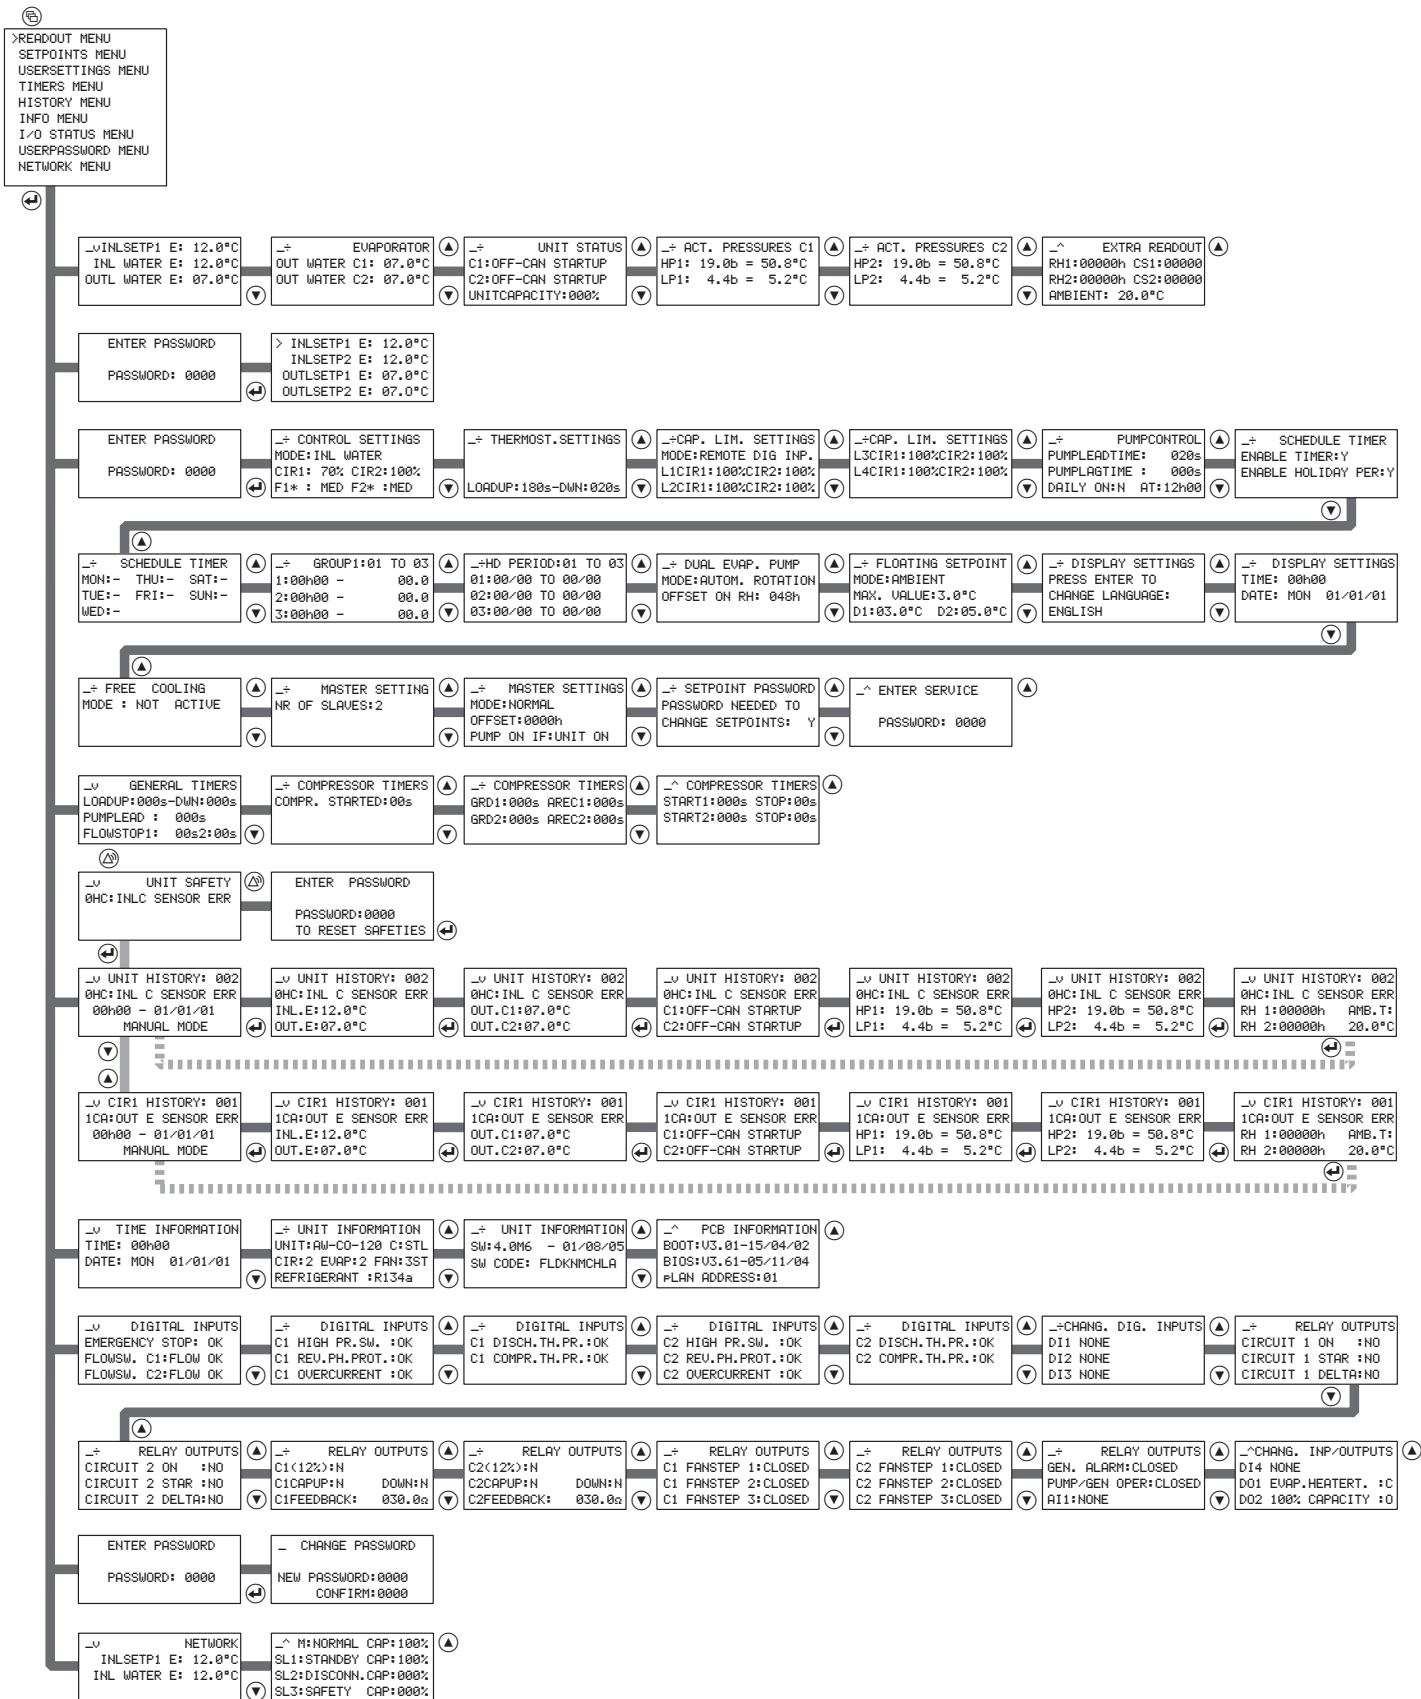 >READOUT MENU
SETPOINTS MENU
USERSETTINGS MENU
TIMERS MENU
HISTORY MENU
INFO MENU
I/O STATUS MENU
USERPASSWORD MENU
NETWORK MENU
_vINLSETP1 E: 12.0°C
INL WATER E: 12.0°C
OUTL WATER E: 07.0°C
_÷ EVAPORATOR
OUT WATER C1: 07.0°C
OUT WATER C2: 07.0°C
_÷ UNIT STATUS
C1:OFF-CAN STARTUP
C2:OFF-CAN STARTUP
UNITCAPACITY:000%
_÷ ACT. PRESSURES C1
HP1: 19.0b = 50.8°C
LP1: 4.4b = 5.2°C
_÷ ACT. PRESSURES C2
HP2: 19.0b = 50.8°C
LP2: 4.4b = 5.2°C
_^ EXTRA READOUT
RH1:00000h CS1:00000
RH2:00000h CS2:00000
AMBIENT: 20.0°C
ENTER PASSWORD
PASSWORD: 0000
> INLSETP1 E: 12.0°C
INLSETP2 E: 12.0°C
OUTLSETP1 E: 07.0°C
OUTLSETP2 E: 07.0°C
ENTER PASSWORD
PASSWORD: 0000
_÷ CONTROL SETTINGS
MODE:INL WATER
CIR1: 70% CIR2:100%
F1* : MED F2* :MED
_÷ THERMOST.SETTINGS
LOADUP:180s-DWN:020s
_÷CAP. LIM. SETTINGS
MODE:REMOTE DIG INP.
L1CIR1:100%CIR2:100%
L2CIR1:100%CIR2:100%
_÷CAP. LIM. SETTINGS
L3CIR1:100%CIR2:100%
L4CIR1:100%CIR2:100%
_÷ PUMPCONTROL
PUMPLEADTIME: 020s
PUMPLAGTIME : 000s
DAILY ON:N AT:12h00
_÷ SCHEDULE TIMER
ENABLE TIMER:Y
ENABLE HOLIDAY PER:Y
_÷ SCHEDULE TIMER
MON:- THU:- SAT:-
TUE:- FRI:- SUN:-
WED:-
_÷ GROUP1:01 TO 03
1:00h00 - 00.0
2:00h00 - 00.0
3:00h00 - 00.0
_÷HD PERIOD:01 TO 03
01:00/00 TO 00/00
02:00/00 TO 00/00
03:00/00 TO 00/00
_÷ DUAL EVAP. PUMP
MODE:AUTOM. ROTATION
OFFSET ON RH: 048h
_÷ FLOATING SETPOINT
MODE:AMBIENT
MAX. VALUE:3.0°C
D1:03.0°C D2:05.0°C
_÷ DISPLAY SETTINGS
PRESS ENTER TO
CHANGE LANGUAGE:
ENGLISH
_÷ DISPLAY SETTINGS
TIME: 00h00
DATE: MON 01/01/01
_÷ FREE COOLING
MODE : NOT ACTIVE
_÷ MASTER SETTING
NR OF SLAVES:2
_÷ MASTER SETTINGS
MODE:NORMAL
OFFSET:0000h
PUMP ON IF:UNIT ON
_÷ SETPOINT PASSWORD
PASSWORD NEEDED TO
CHANGE SETPOINTS: Y
_^ ENTER SERVICE
PASSWORD: 0000
_v GENERAL TIMERS
LOADUP:000s-DWN:000s
PUMPLEAD : 000s
FLOWSTOP1: 00s2:00s
_÷ COMPRESSOR TIMERS
COMPR. STARTED:00s
_÷ COMPRESSOR TIMERS
GRD1:000s AREC1:000s
GRD2:000s AREC2:000s
_^ COMPRESSOR TIMERS
START1:000s STOP:00s
START2:000s STOP:00s
_v UNIT SAFETY
0HC:INLC SENSOR ERR
ENTER PASSWORD
PASSWORD:0000
TO RESET SAFETIES
_v UNIT HISTORY: 002
0HC:INL C SENSOR ERR
00h00 - 01/01/01
MANUAL MODE
_v UNIT HISTORY: 002
0HC:INL C SENSOR ERR
INL.E:12.0°C
OUT.E:07.0°C
_v UNIT HISTORY: 002
0HC:INL C SENSOR ERR
OUT.C1:07.0°C
OUT.C2:07.0°C
_v UNIT HISTORY: 002
0HC:INL C SENSOR ERR
C1:OFF-CAN STARTUP
C2:OFF-CAN STARTUP
_v UNIT HISTORY: 002
0HC:INL C SENSOR ERR
HP1: 19.0b = 50.8°C
LP1: 4.4b = 5.2°C
_v UNIT HISTORY: 002
0HC:INL C SENSOR ERR
HP2: 19.0b = 50.8°C
LP2: 4.4b = 5.2°C
_v UNIT HISTORY: 002
0HC:INL C SENSOR ERR
RH 1:00000h AMB.T:
RH 2:00000h 20.0°C
_v CIR1 HISTORY: 001
1CA:OUT E SENSOR ERR
00h00 - 01/01/01
MANUAL MODE
_v CIR1 HISTORY: 001
1CA:OUT E SENSOR ERR
INL.E:12.0°C
OUT.E:07.0°C
_v CIR1 HISTORY: 001
1CA:OUT E SENSOR ERR
OUT.C1:07.0°C
OUT.C2:07.0°C
_v CIR1 HISTORY: 001
1CA:OUT E SENSOR ERR
C1:OFF-CAN STARTUP
C2:OFF-CAN STARTUP
_v CIR1 HISTORY: 001
1CA:OUT E SENSOR ERR
HP1: 19.0b = 50.8°C
LP1: 4.4b = 5.2°C
_v CIR1 HISTORY: 001
1CA:OUT E SENSOR ERR
HP2: 19.0b = 50.8°C
LP2: 4.4b = 5.2°C
_v CIR1 HISTORY: 001
1CA:OUT E SENSOR ERR
RH 1:00000h AMB.T:
RH 2:00000h 20.0°C
_v TIME INFORMATION
TIME: 00h00
DATE: MON 01/01/01
_÷ UNIT INFORMATION
UNIT:AW-CO-120 C:STL
CIR:2 EVAP:2 FAN:3ST
REFRIGERANT :R134a
_÷ UNIT INFORMATION
SW:4.0M6 - 01/08/05
SW CODE: FLDKNMCHLA
_^ PCB INFORMATION
BOOT:V3.01-15/04/02
BIOS:V3.61-05/11/04
pLAN ADDRESS:01
_v DIGITAL INPUTS
EMERGENCY STOP: OK
FLOWSW. C1:FLOW OK
FLOWSW. C2:FLOW OK
_÷ DIGITAL INPUTS
C1 HIGH PR.SW. :OK
C1 REV.PH.PROT.:OK
C1 OVERCURRENT :OK
_÷ DIGITAL INPUTS
C1 DISCH.TH.PR.:OK
C1 COMPR.TH.PR.:OK
_÷ DIGITAL INPUTS
C2 HIGH PR.SW. :OK
C2 REV.PH.PROT.:OK
C2 OVERCURRENT :OK
_÷ DIGITAL INPUTS
C2 DISCH.TH.PR.:OK
C2 COMPR.TH.PR.:OK
_÷CHANG. DIG. INPUTS
DI1 NONE
DI2 NONE
DI3 NONE
_÷ RELAY OUTPUTS
CIRCUIT 1 ON :NO
CIRCUIT 1 STAR :NO
CIRCUIT 1 DELTA:NO
_÷ RELAY OUTPUTS
CIRCUIT 2 ON :NO
CIRCUIT 2 STAR :NO
CIRCUIT 2 DELTA:NO
_÷ RELAY OUTPUTS
C1(12%):N
C1CAPUP:N DOWN:N
C1FEEDBACK: 030.0Ω
_÷ RELAY OUTPUTS
C2(12%):N
C2CAPUP:N DOWN:N
C2FEEDBACK: 030.0Ω
_÷ RELAY OUTPUTS
C1 FANSTEP 1:CLOSED
C1 FANSTEP 2:CLOSED
C1 FANSTEP 3:CLOSED
_÷ RELAY OUTPUTS
C2 FANSTEP 1:CLOSED
C2 FANSTEP 2:CLOSED
C2 FANSTEP 3:CLOSED
_÷ RELAY OUTPUTS
GEN. ALARM:CLOSED
PUMP/GEN OPER:CLOSED
AI1:NONE
_^CHANG. INP/OUTPUTS
DI4 NONE
DO1 EVAP.HEATERT. :C
DO2 100% CAPACITY :O
ENTER PASSWORD
PASSWORD: 0000
_ CHANGE PASSWORD
NEW PASSWORD:0000
CONFIRM:0000
_v NETWORK
INLSETP1 E: 12.0°C
INL WATER E: 12.0°C
_^ M:NORMAL CAP:100%
SL1:STANDBY CAP:100%
SL2:DISCONN.CAP:000%
SL3:SAFETY CAP:000%